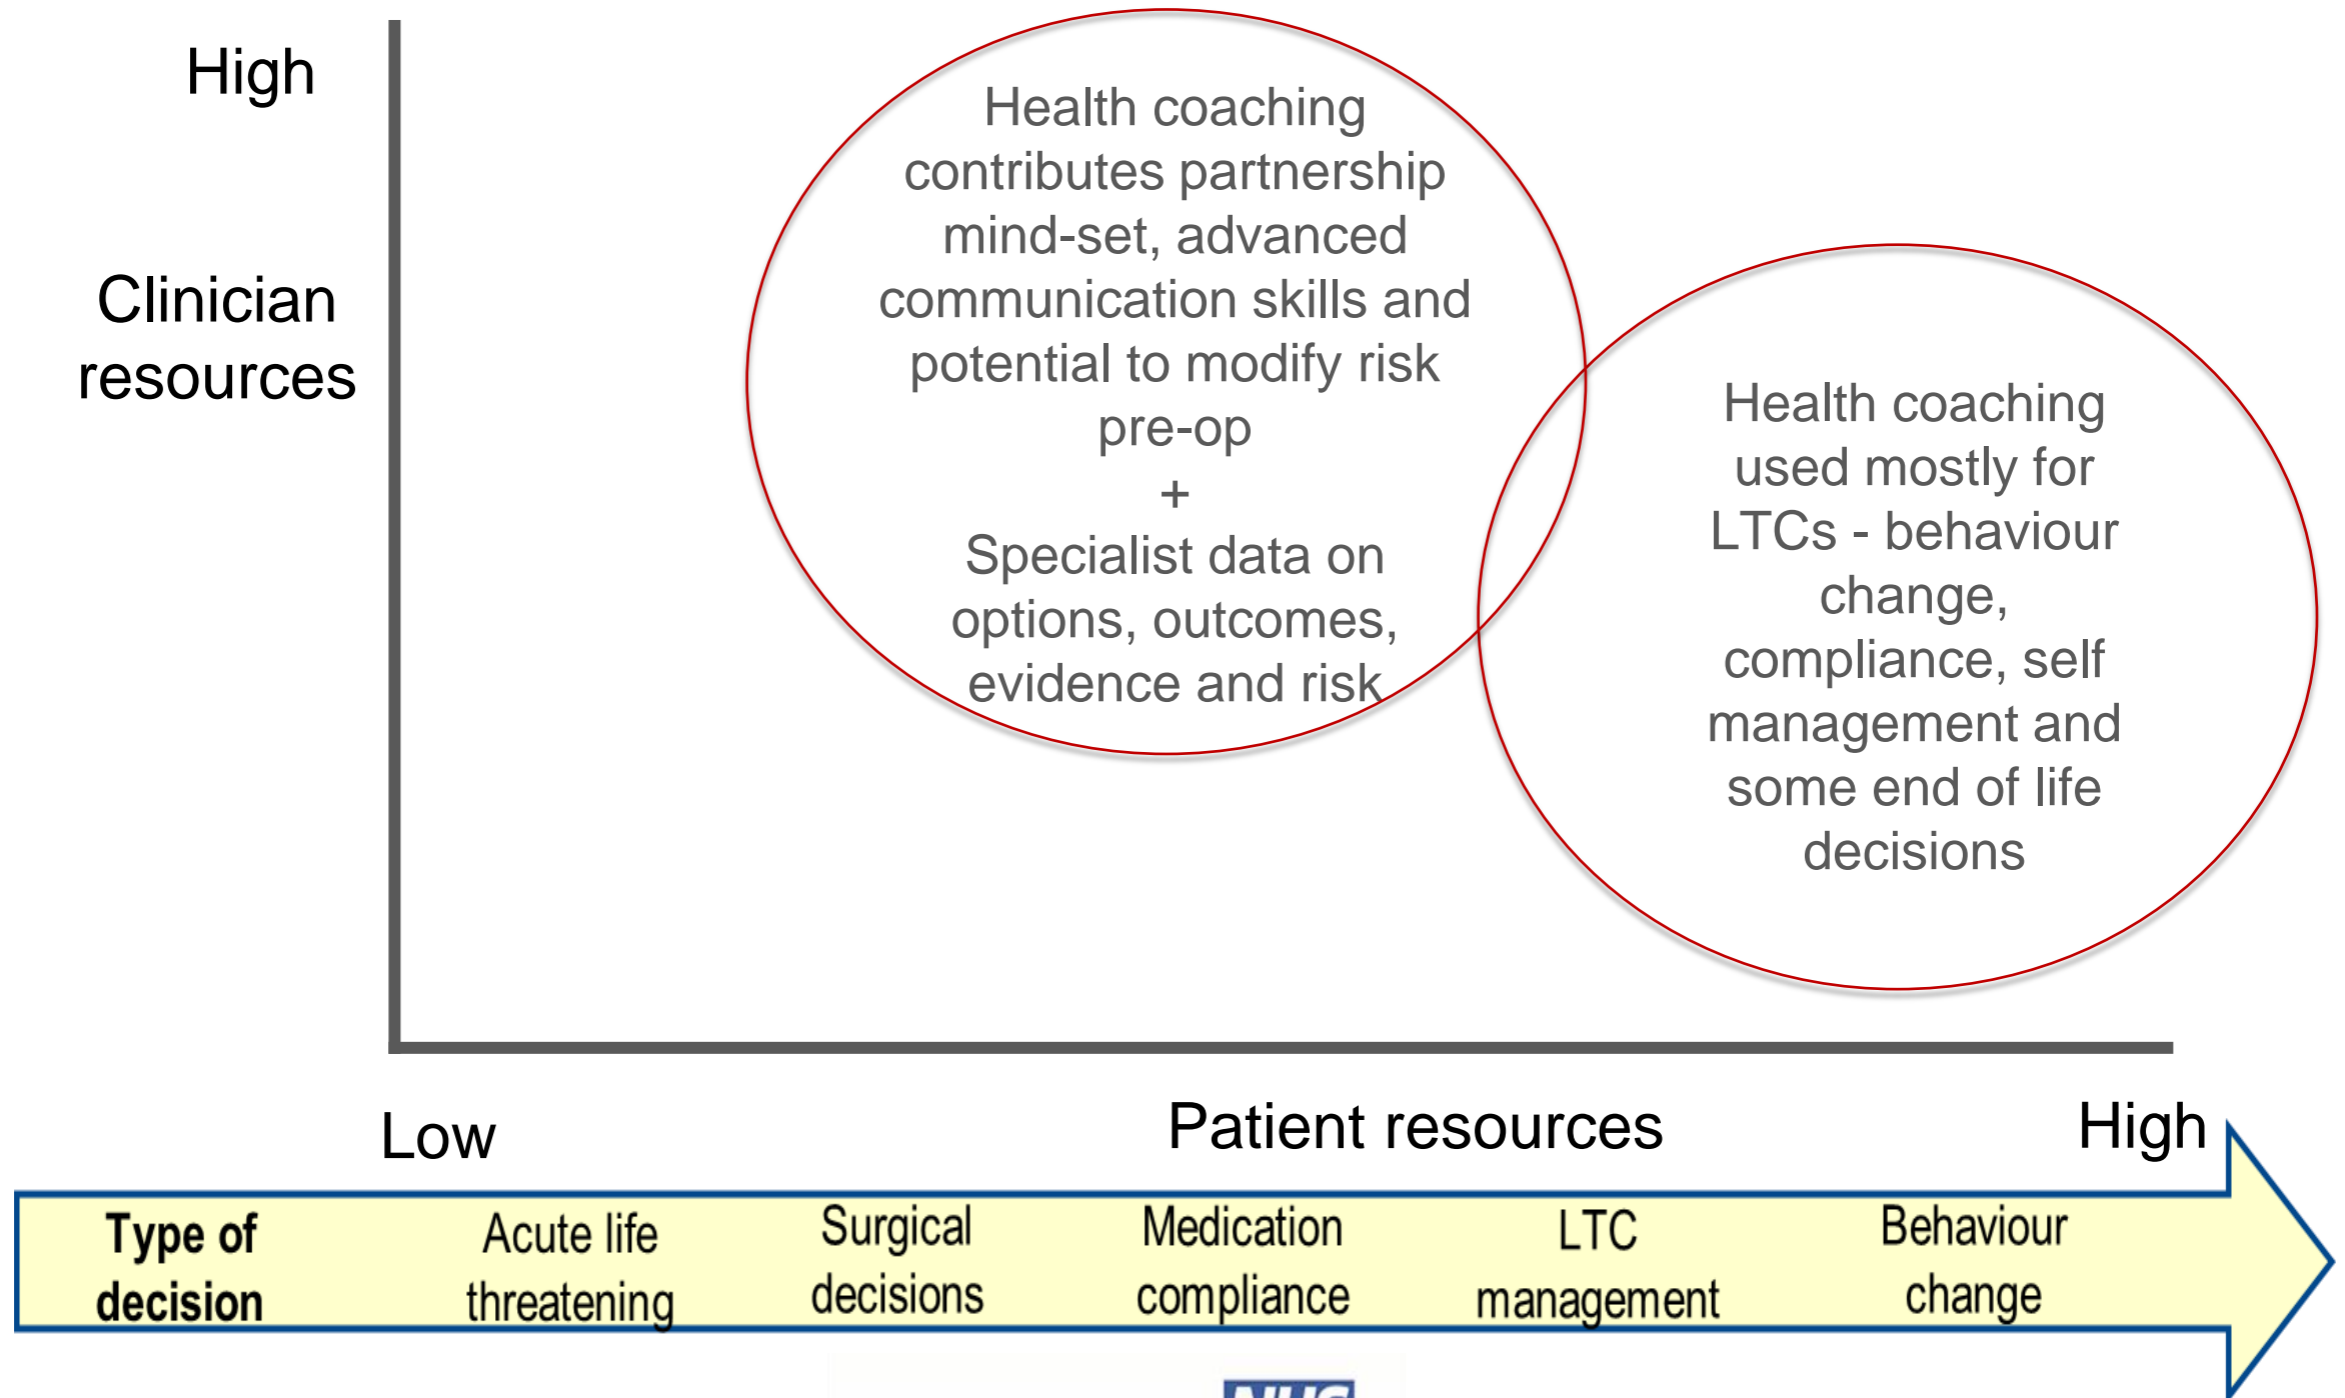 High
Clinician
resources
Health coaching
contributes partnership
mind-set, advanced
communication skills and
potential to modify risk
pre-op
+
Specialist data on
options, outcomes,
evidence and risk
Health coaching
used mostly for
LTCs - behaviour
change,
compliance, self
management and
some end of life
decisions
Low
Patient resources
High
Type of
decision
Acute life
threatening
Surgical
decisions
Medication
compliance
LTC
management
Behaviour
change
NHS